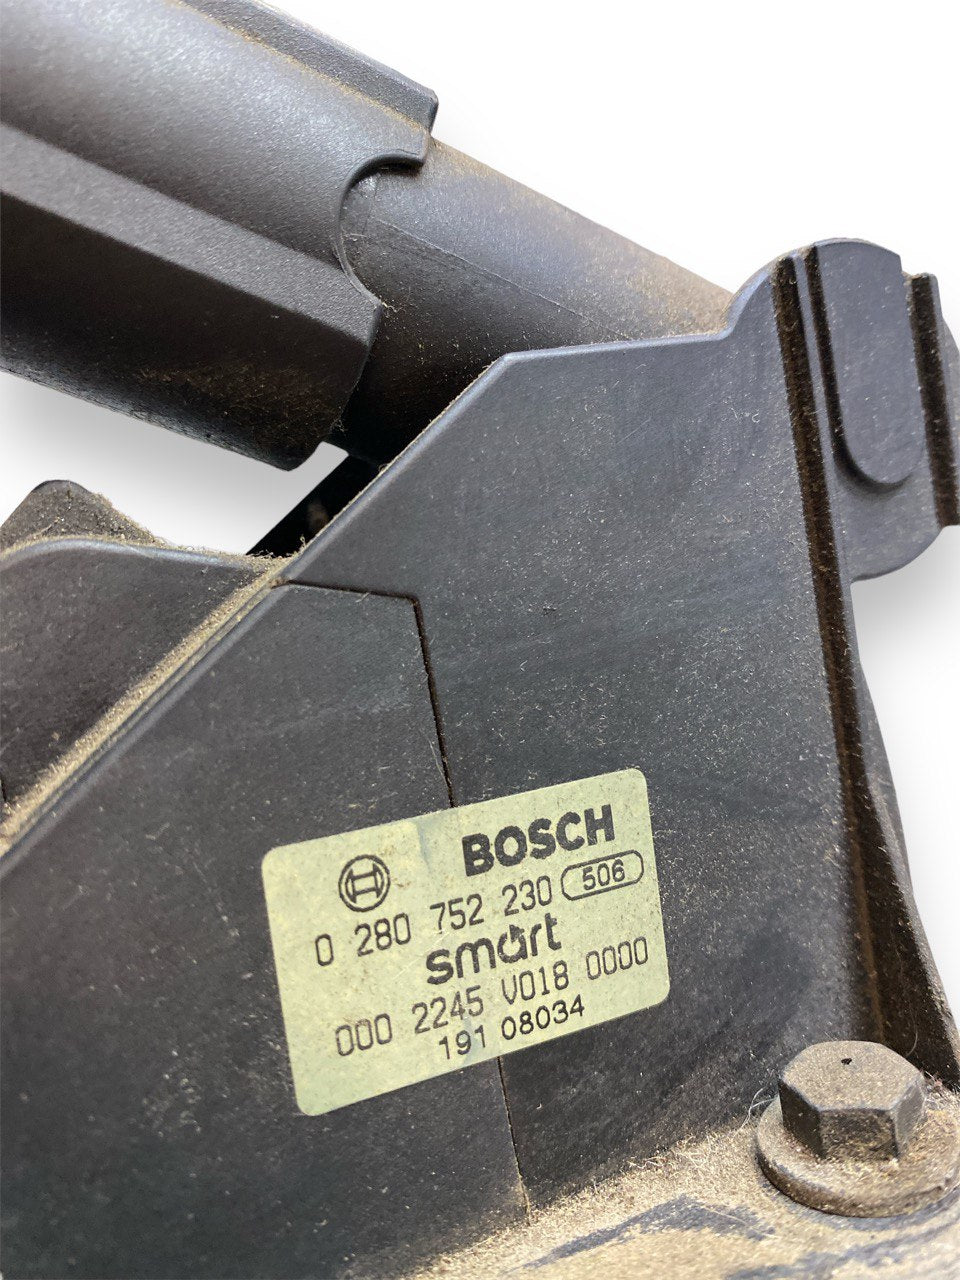 BOSCH
0 280 752 230 506
smart
000 2245 V018 0000
191 08034